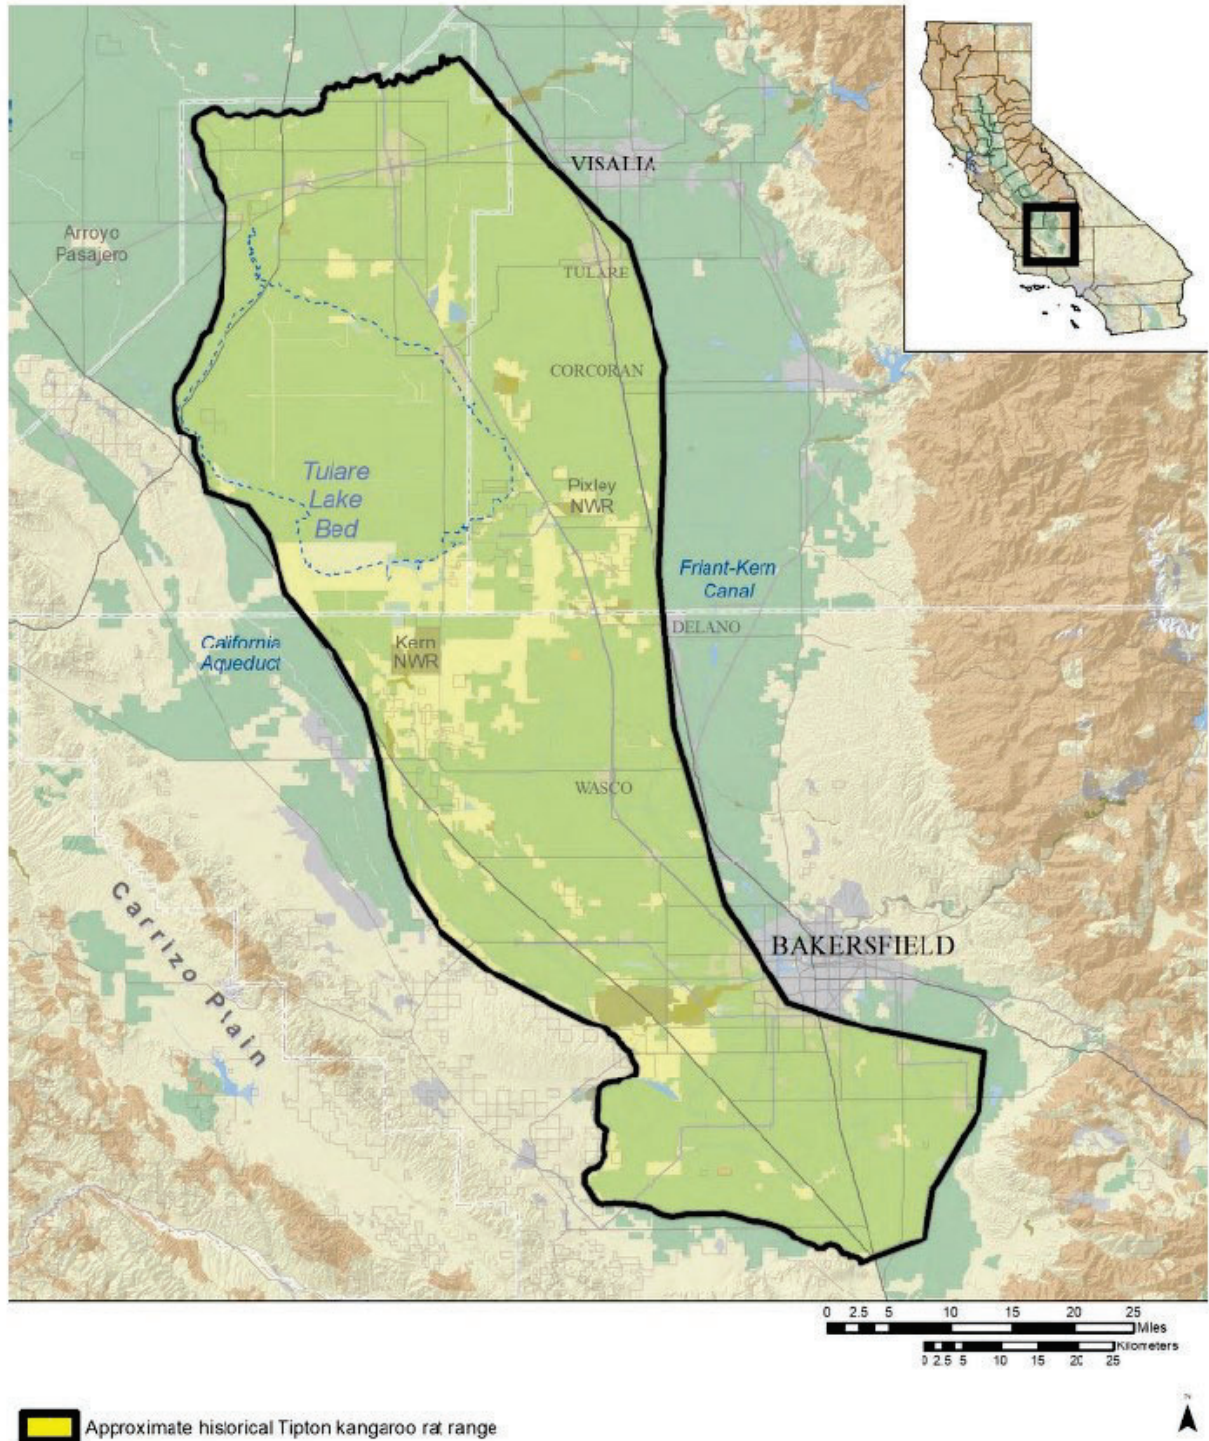 VISALIA
Arroyo
Pasajero
TULARE
CORCORAN
Tulare
Lake
Bed
Pixley
NWR
Friant-Kern
Canal
DELANO
California
Aqueduct
Kern
NWR
WASCO
Carrizo Plain
BAKERSFIELD
0 2.5 5 10 15 20 25
Miles
Kilometers
0 2.5 5 10 15 20 25
N
Approximate historical Tipton kangaroo rat range